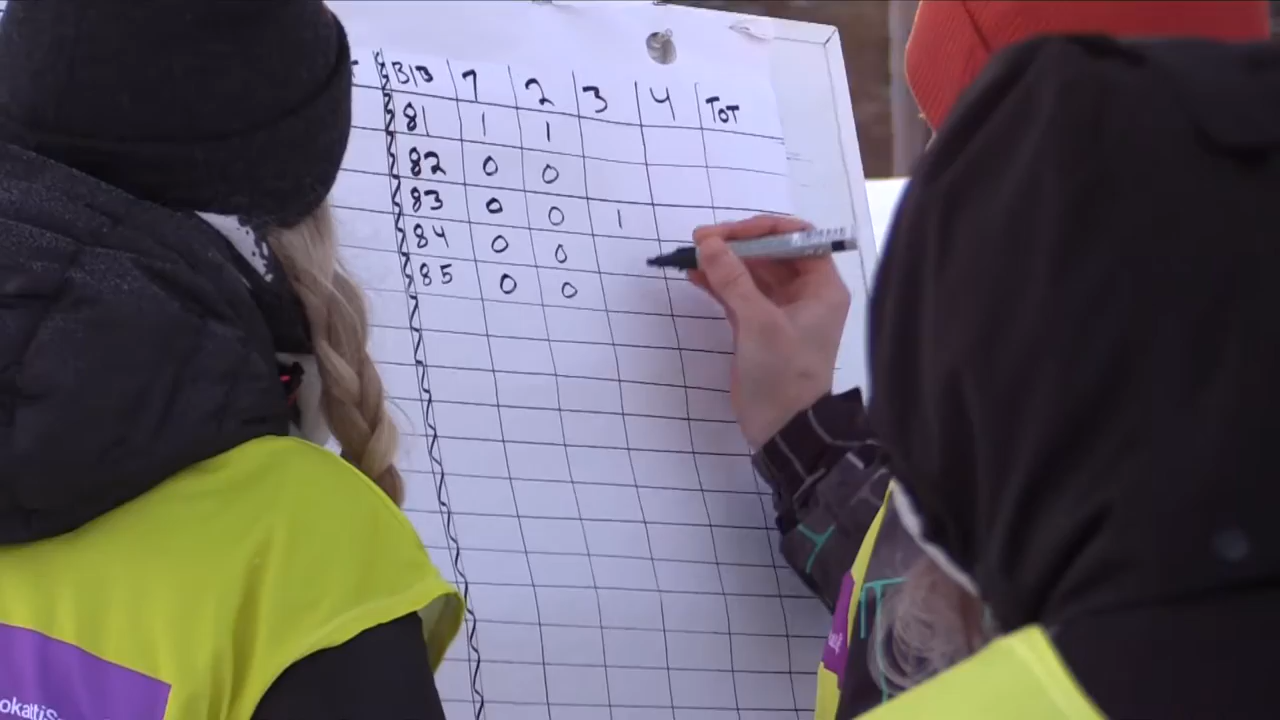 BIB 1 2 3 4 TOT
81 1 1
82 0 0
83 0 0 1
84 0 0
85 0 0